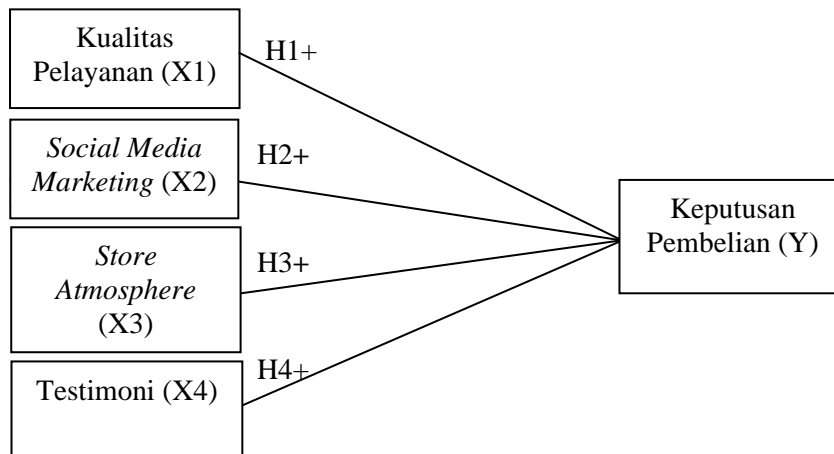 Kualitas
Pelayanan (X1)
H1+
Social Media
Marketing (X2)
H2+
Store
Atmosphere
(X3)
H3+
Testimoni (X4)
H4+
Keputusan
Pembelian (Y)